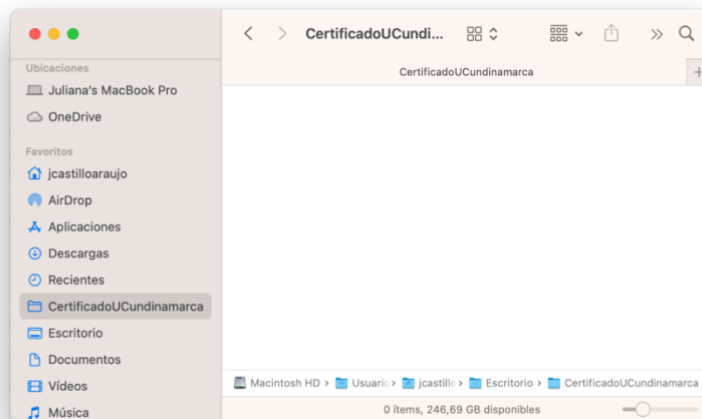 CertificadoUCundi...
Ubicaciones
Juliana's MacBook Pro
OneDrive
Favoritos
jcastilloaraujo
AirDrop
Aplicaciones
Descargas
Recientes
CertificadoUCundinamarca
Escritorio
Documentos
Vídeos
Música
CertificadoUCundinamarca
Macintosh HD › Usuario › jcastillo › Escritorio › CertificadoUCundinamarca
0 ítems, 246,69 GB disponibles